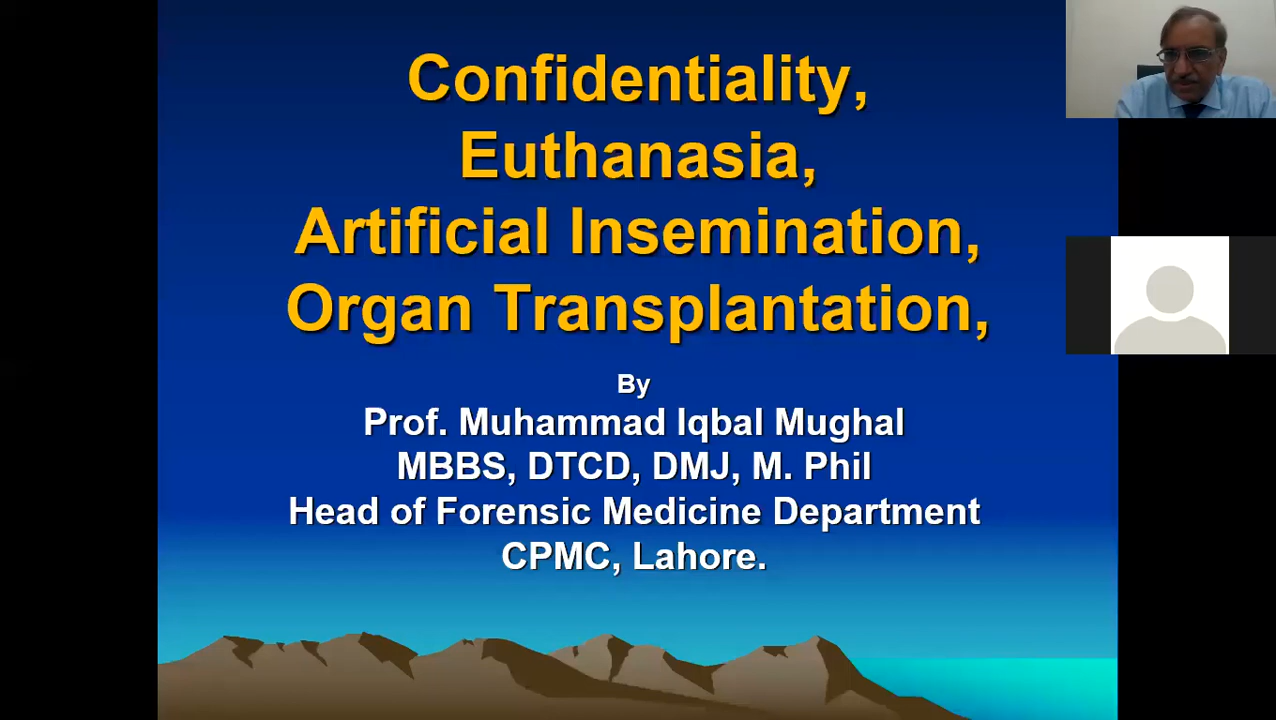 Confidentiality,
Euthanasia,
Artificial Insemination,
Organ Transplantation,
By
Prof. Muhammad Iqbal Mughal
MBBS, DTCD, DMJ, M. Phil
Head of Forensic Medicine Department
CPMC, Lahore.